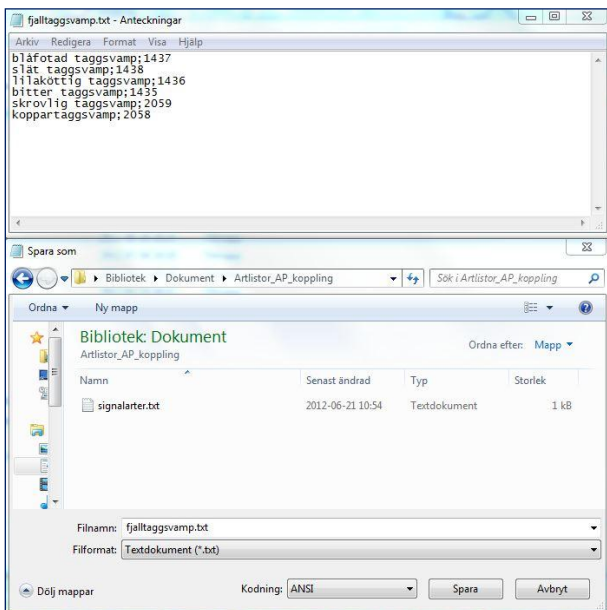 fjalltaggsvamp.txt - Anteckningar
Arkiv Redigera Format Visa Hjälp
blåfotad taggsvamp;1437
slät taggsvamp;1438
lilaköttig taggsvamp;1436
bitter taggsvamp;1435
skrovlig taggsvamp;2059
koppartaggsvamp;2058
Spara som
Bibliotek Dokument Artlistor_AP_koppling
Sök i Artlistor_AP_koppling
Ordna Ny mapp
Bibliotek: Dokument
Artlistor_AP_koppling
Ordna efter: Mapp
Namn Senast ändrad Typ Storlek
signalarter.txt 2012-06-21 10:54 Textdokument 1 kB
Filnamn: fjalltaggsvamp.txt
Filformat: Textdokument (*.txt)
Dölj mappar Kodning: ANSI Spara Avbryt